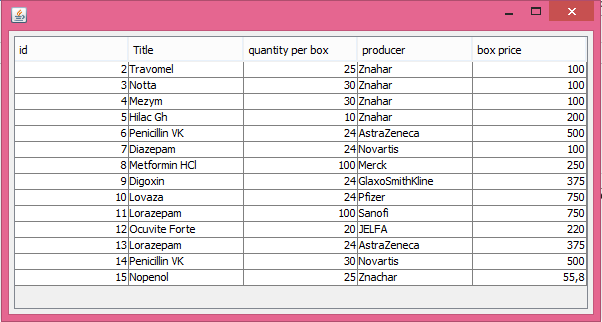 id Title quantity per box producer box price
2 Travomel 25 Znahar 100
3 Notta 30 Znahar 100
4 Mezym 30 Znahar 100
5 Hilac Gh 10 Znahar 200
6 Penicillin VK 24 AstraZeneca 500
7 Diazepam 24 Novartis 100
8 Metformin HCl 100 Merck 250
9 Digoxin 24 GlaxoSmithKline 375
10 Lovaza 24 Pfizer 750
11 Lorazepam 100 Sanofi 750
12 Ocuvite Forte 20 JELFA 220
13 Lorazepam 24 AstraZeneca 375
14 Penicillin VK 30 Novartis 500
15 Nopenol 25 Znachar 55,8